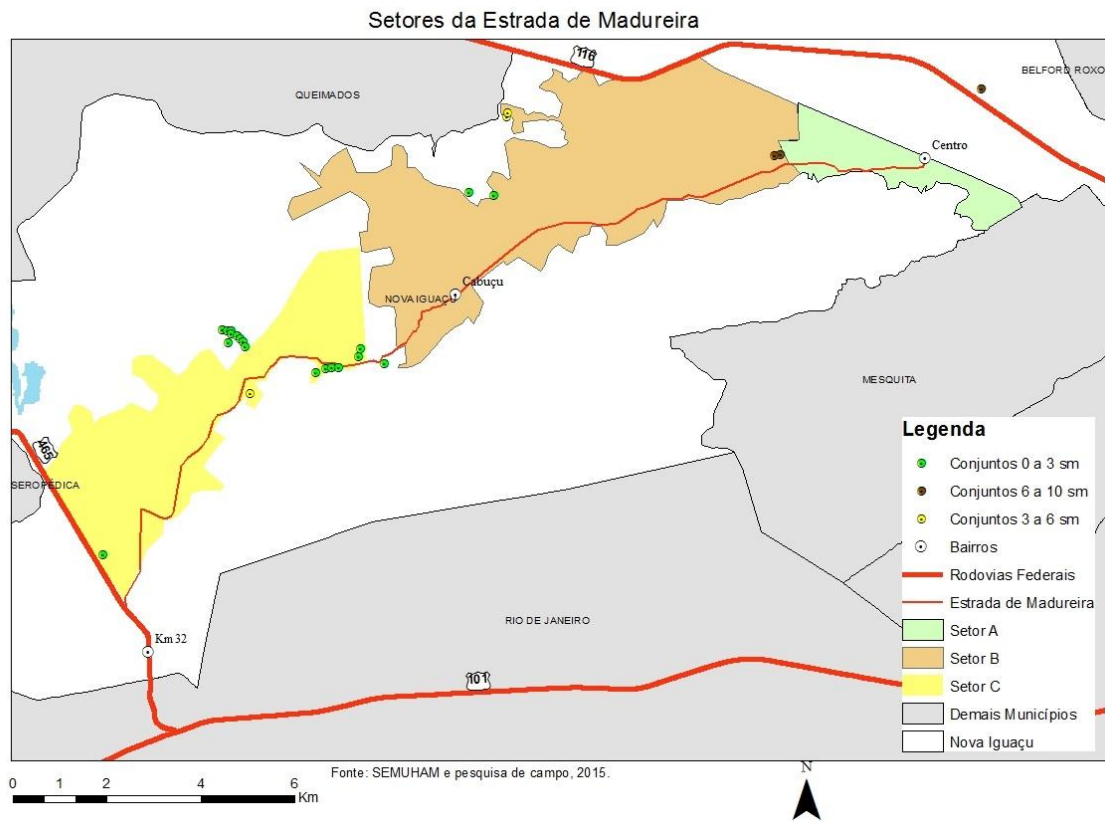 Setores da Estrada de Madureira
116
BELFORD ROXO
QUEIMADOS
Centro
Cabuçu
NOVA IGUAÇU
MESQUITA
465
SEROPÉDICA
RIO DE JANEIRO
Km 32
101
Legenda
Conjuntos 0 a 3 sm
Conjuntos 6 a 10 sm
Conjuntos 3 a 6 sm
Bairros
Rodovias Federais
Estrada de Madureira
Setor A
Setor B
Setor C
Demais Municípios
Nova Iguaçu
Fonte: SEMUHAM e pesquisa de campo, 2015.
N
0 1 2 4 6
Km